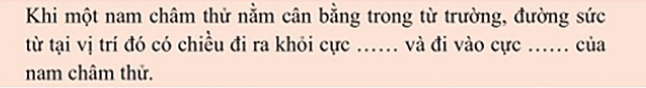 Khi một nam châm thử nằm cân bằng trong từ trường, đường sức
từ tại vị trí đó có chiều đi ra khỏi cực ...... và đi vào cực ...... của
nam châm thử.